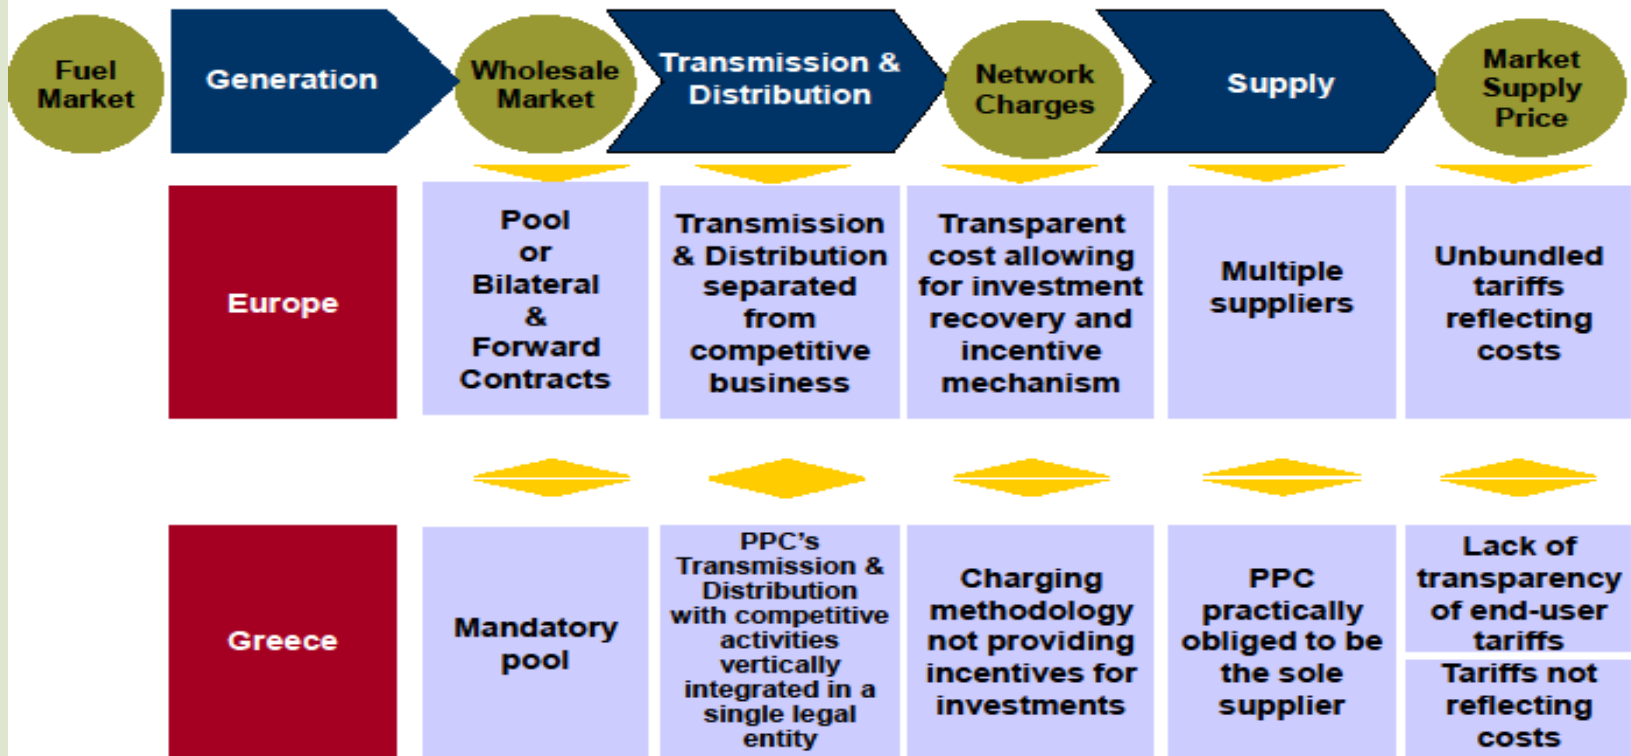 Fuel
Market
Generation
Wholesale
Market
Transmission &
Distribution
Network
Charges
Supply
Market
Supply
Price
Europe
Pool
or
Bilateral
&
Forward
Contracts
Transmission
& Distribution
separated
from
competitive
business
Transparent
cost allowing
for investment
recovery and
incentive
mechanism
Multiple
suppliers
Unbundled
tariffs
reflecting
costs
Greece
Mandatory
pool
PPC's
Transmission &
Distribution
with competitive
activities
vertically
integrated in a
single legal
entity
Charging
methodology
not providing
incentives for
investments
PPC
practically
obliged to be
the sole
supplier
Lack of
transparency
of end-user
tariffs
Tariffs not
reflecting
costs